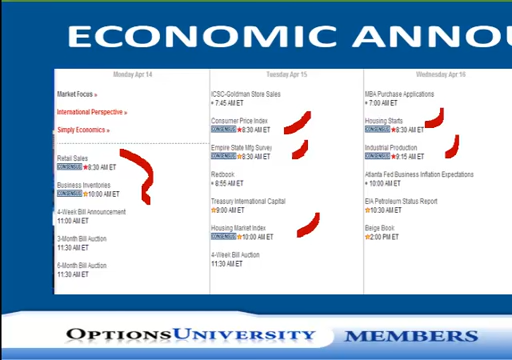 ECONOMIC ANNOU
Monday Apr 14
Market Focus »
International Perspective »
Simply Economics »
Retail Sales
CONSENSUS 8:30 AM ET
Business Inventories
CONSENSUS 10:00 AM ET
4-Week Bill Announcement
11:00 AM ET
3-Month Bill Auction
11:30 AM ET
6-Month Bill Auction
11:30 AM ET
Tuesday Apr 15
ICSC-Goldman Store Sales
7:45 AM ET
Consumer Price Index
CONSENSUS 8:30 AM ET
Empire State Mfg Survey
CONSENSUS 8:30 AM ET
Redbook
8:55 AM ET
Treasury International Capital
9:00 AM ET
Housing Market Index
CONSENSUS 10:00 AM ET
4-Week Bill Auction
11:30 AM ET
Wednesday Apr 16
MBA Purchase Applications
7:00 AM ET
Housing Starts
CONSENSUS 8:30 AM ET
Industrial Production
CONSENSUS 9:15 AM ET
Atlanta Fed Business Inflation Expectations
10:00 AM ET
EIA Petroleum Status Report
10:30 AM ET
Beige Book
2:00 PM ET
OPTIONSUNIVERSITY MEMBERS